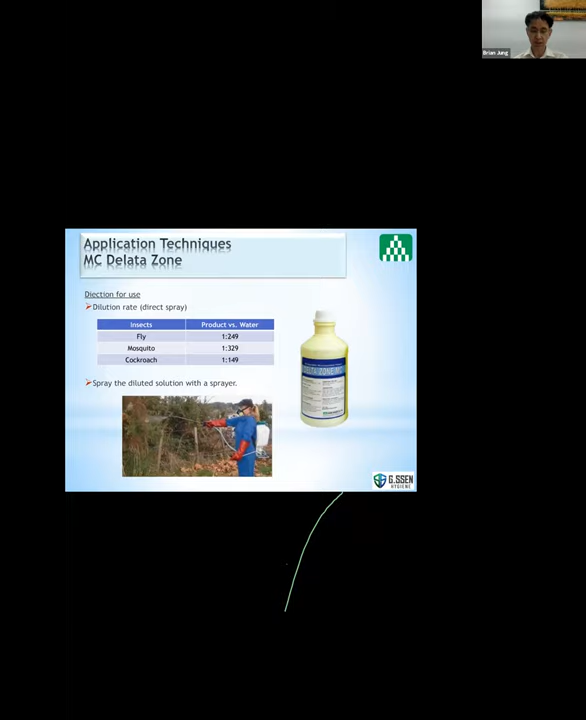 Brian Jung
Application Techniques
MC Delata Zone
Diection for use
Dilution rate (direct spray)
Insects Product vs. Water
Fly 1:249
Mosquito 1:329
Cockroach 1:149
DELTA ZONE MC
Spray the diluted solution with a sprayer.
G.SSEN
HYGIENE